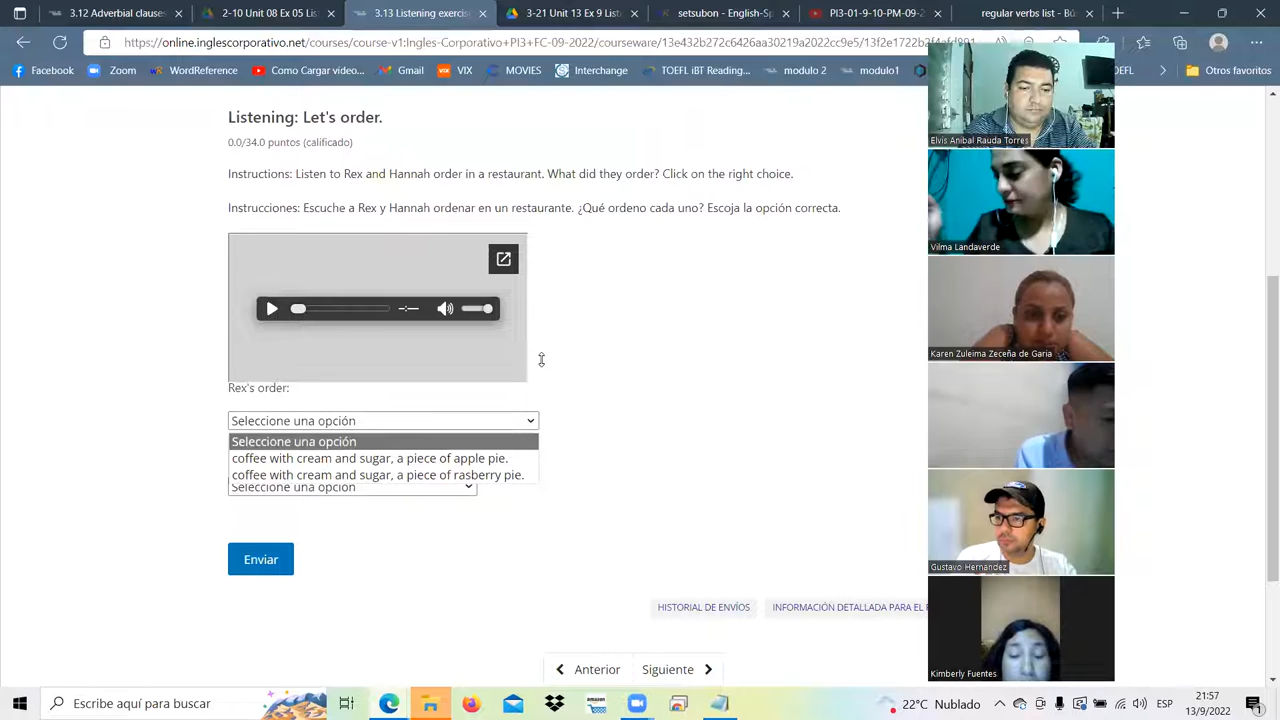 3.12 Adverbial clauses
2-10 Unit 08 Ex 05 Lis
3.13 Listening exercise
3-21 Unit 13 Ex 9 Liste
setsubon - English-Sp
PI3-01-9-10-PM-09-2
regular verbs list - Bú
https://online.inglescorporativo.net/courses/course-v1:Ingles-Corporativo+PI3+FC-09-2022/courseware/
Facebook
Zoom
WordReference
Como Cargar video...
Gmail
VIX
MOVIES
Interchange
TOEFL iBT Reading...
modulo 2
modulo1
Otros favoritos
Listening: Let's order.
0.0/34.0 puntos (calificado)
Instructions: Listen to Rex and Hannah order in a restaurant. What did they order? Click on the right choice.
Instrucciones: Escuche a Rex y Hannah ordenar en un restaurante. ¿Qué ordeno cada uno? Escoja la opción correcta.
-:--
Rex's order:
Seleccione una opción
Seleccione una opción
coffee with cream and sugar, a piece of apple pie.
coffee with cream and sugar, a piece of rasberry pie.
Seleccione una opción
Enviar
HISTORIAL DE ENVÍOS
INFORMACIÓN DETALLADA PARA EL
Anterior
Siguiente
Elvis Anibal Rauda Torres
Vilma Landaverde
Karen Zuleima Zeceña de Garia
Gustavo Hernandez
Kimberly Fuentes
Escribe aquí para buscar
22°C Nublado
ESP
21:57
13/9/2022